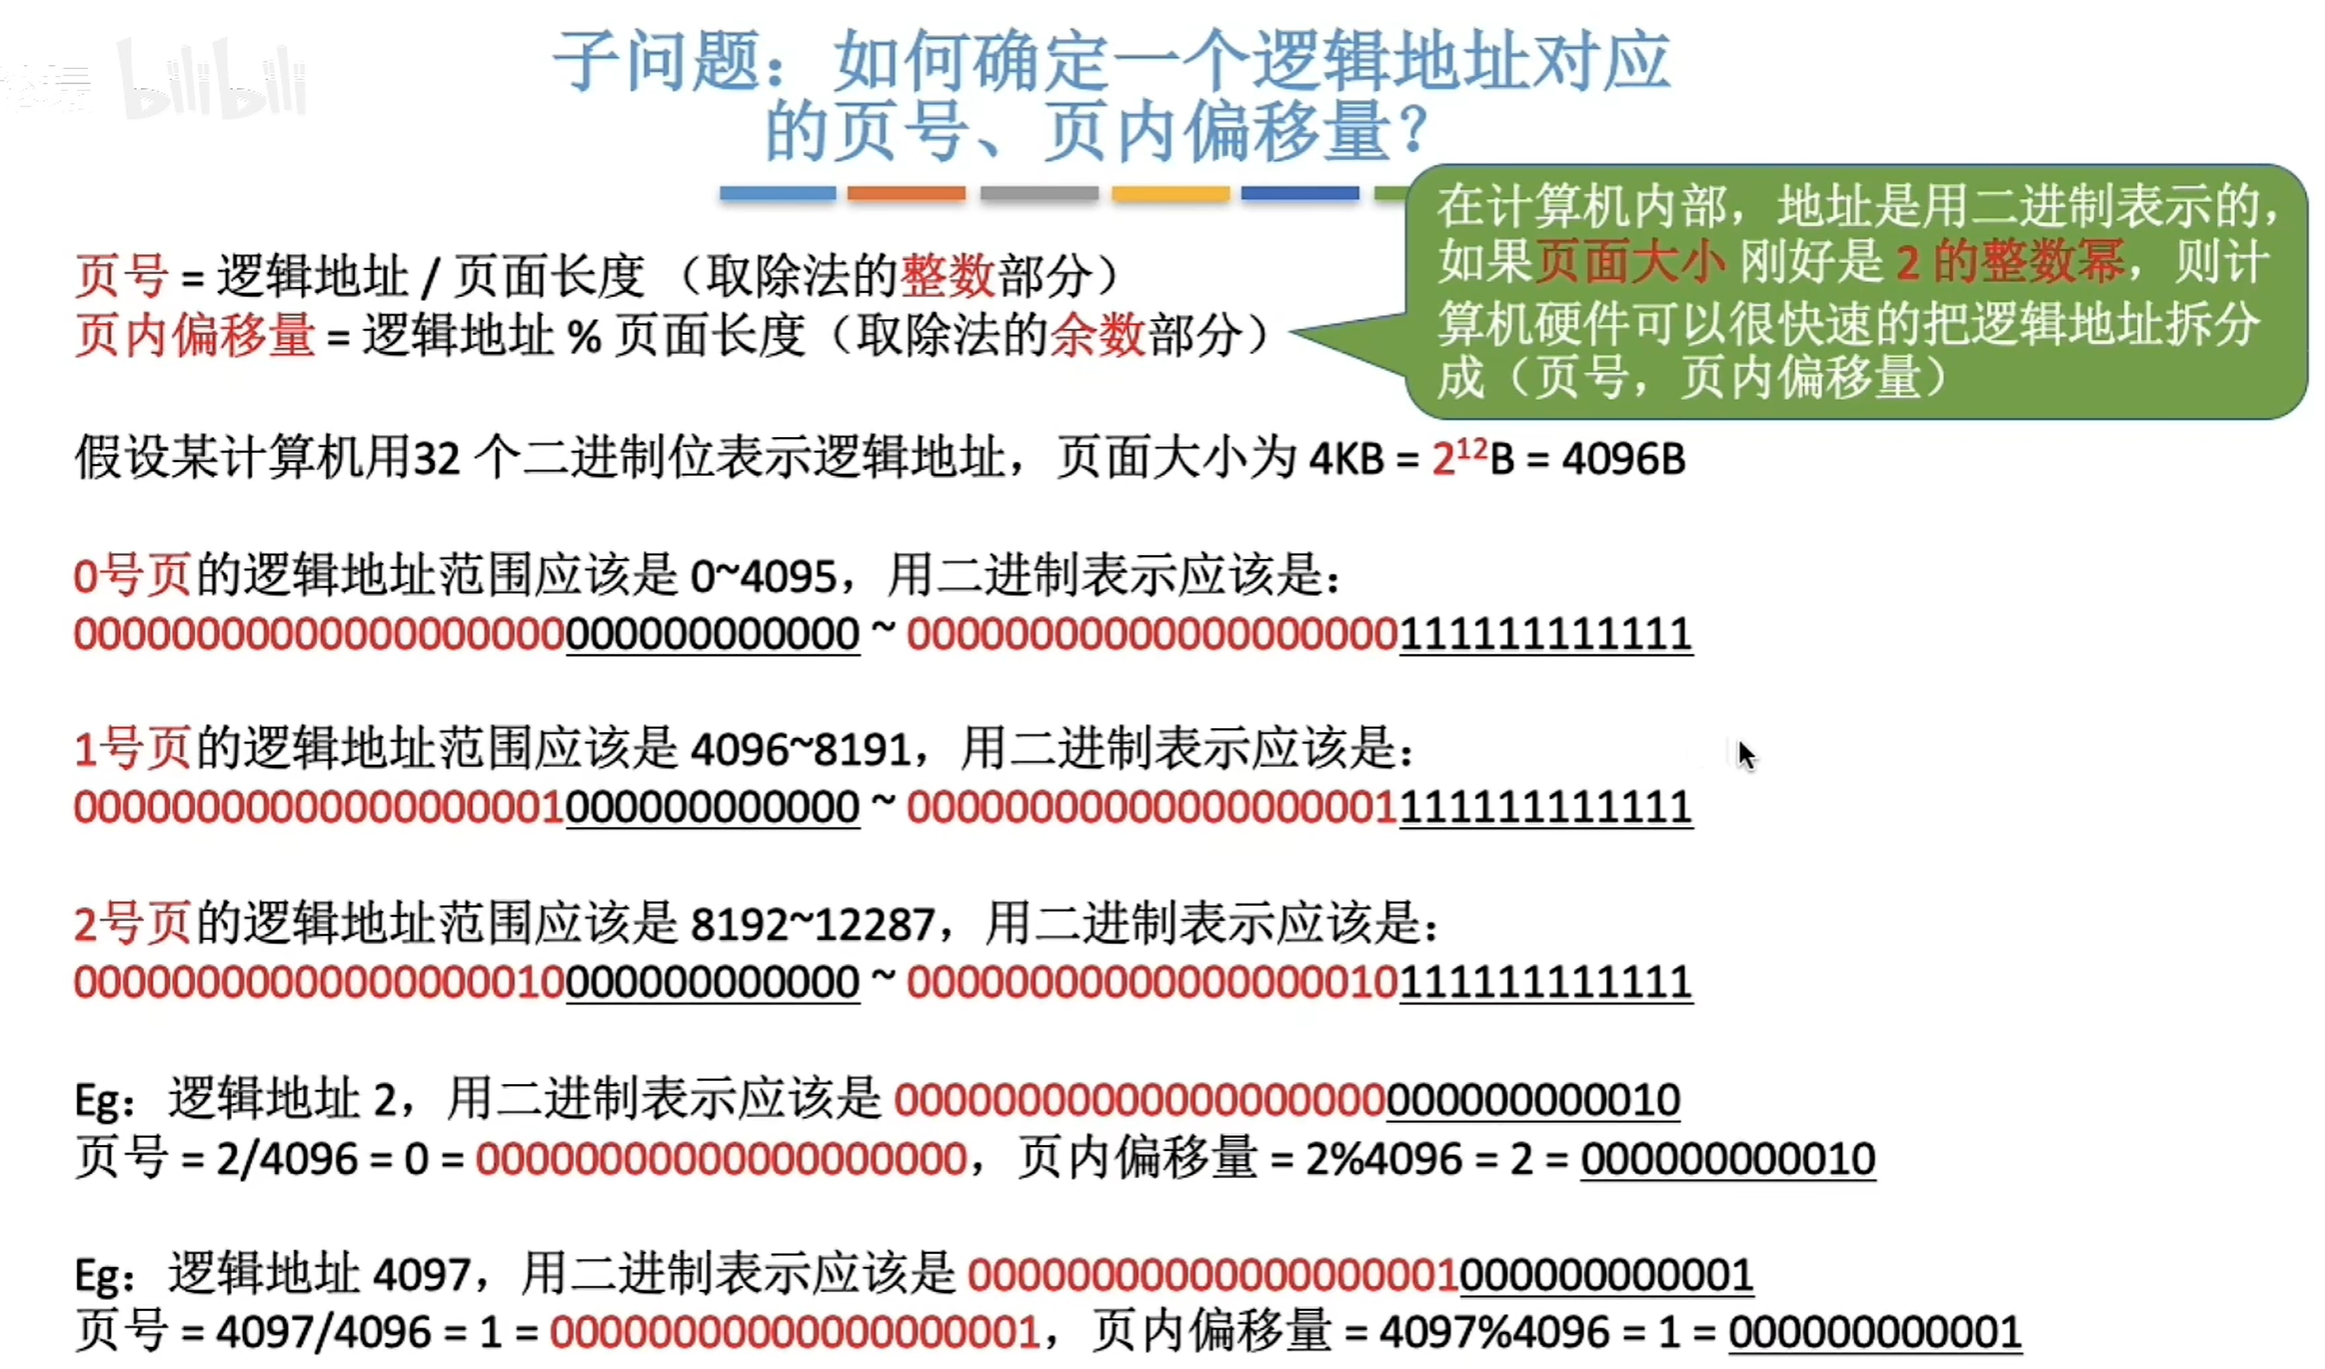 bilibili
子问题：如何确定一个逻辑地址对应
的页号、页内偏移量？
在计算机内部，地址是用二进制表示的，
如果页面大小 刚好是 2 的整数幂，则计
算机硬件可以很快速的把逻辑地址拆分
成（页号，页内偏移量）
页号 = 逻辑地址 / 页面长度 （取除法的整数部分）
页内偏移量 = 逻辑地址 % 页面长度（取除法的余数部分）
假设某计算机用32 个二进制位表示逻辑地址，页面大小为 4KB = 2¹²B = 4096B
0号页的逻辑地址范围应该是 0~4095，用二进制表示应该是：
00000000000000000000000000000000 ~ 00000000000000000000111111111111
1号页的逻辑地址范围应该是 4096~8191，用二进制表示应该是：
00000000000000000001000000000000 ~ 00000000000000000001111111111111
2号页的逻辑地址范围应该是 8192~12287，用二进制表示应该是：
00000000000000000010000000000000 ~ 00000000000000000010111111111111
Eg：逻辑地址 2，用二进制表示应该是 00000000000000000000000000000010
页号 = 2/4096 = 0 = 00000000000000000000，页内偏移量 = 2%4096 = 2 = 000000000010
Eg：逻辑地址 4097，用二进制表示应该是 00000000000000000001000000000001
页号 = 4097/4096 = 1 = 00000000000000000001，页内偏移量 = 4097%4096 = 1 = 000000000001